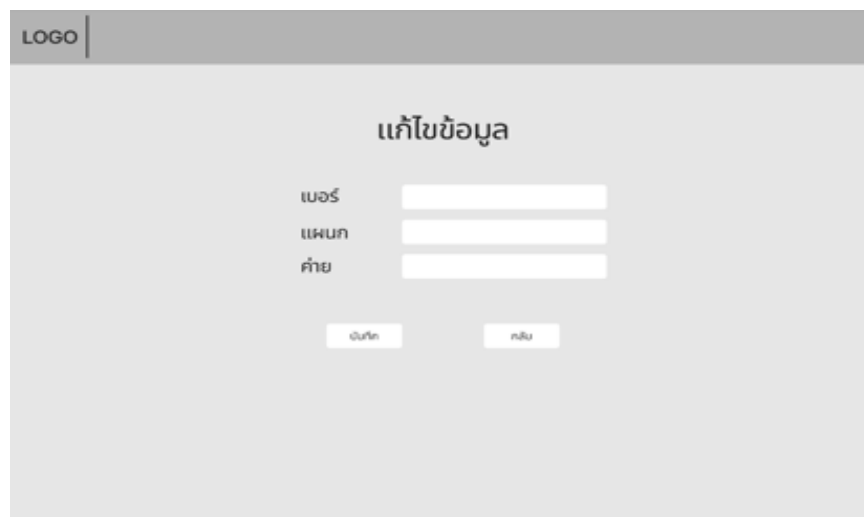 LOGO
แก้ไขข้อมูล
เบอร์
แผนก
ค่าย
บันทึก
กลับ